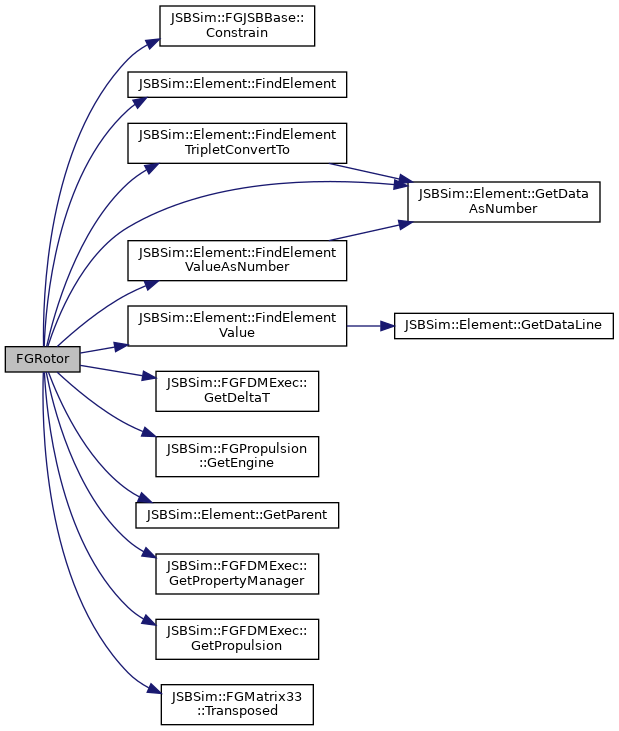 JSBSim::FGJSBBase::
Constrain
JSBSim::Element::FindElement
JSBSim::Element::FindElement
TripletConvertTo
JSBSim::Element::GetData
AsNumber
JSBSim::Element::FindElement
ValueAsNumber
JSBSim::Element::FindElement
Value
JSBSim::Element::GetDataLine
FGRotor
JSBSim::FGFDMExec::
GetDeltaT
JSBSim::FGPropulsion
::GetEngine
JSBSim::Element::GetParent
JSBSim::FGFDMExec::
GetPropertyManager
JSBSim::FGFDMExec::
GetPropulsion
JSBSim::FGMatrix33
::Transposed